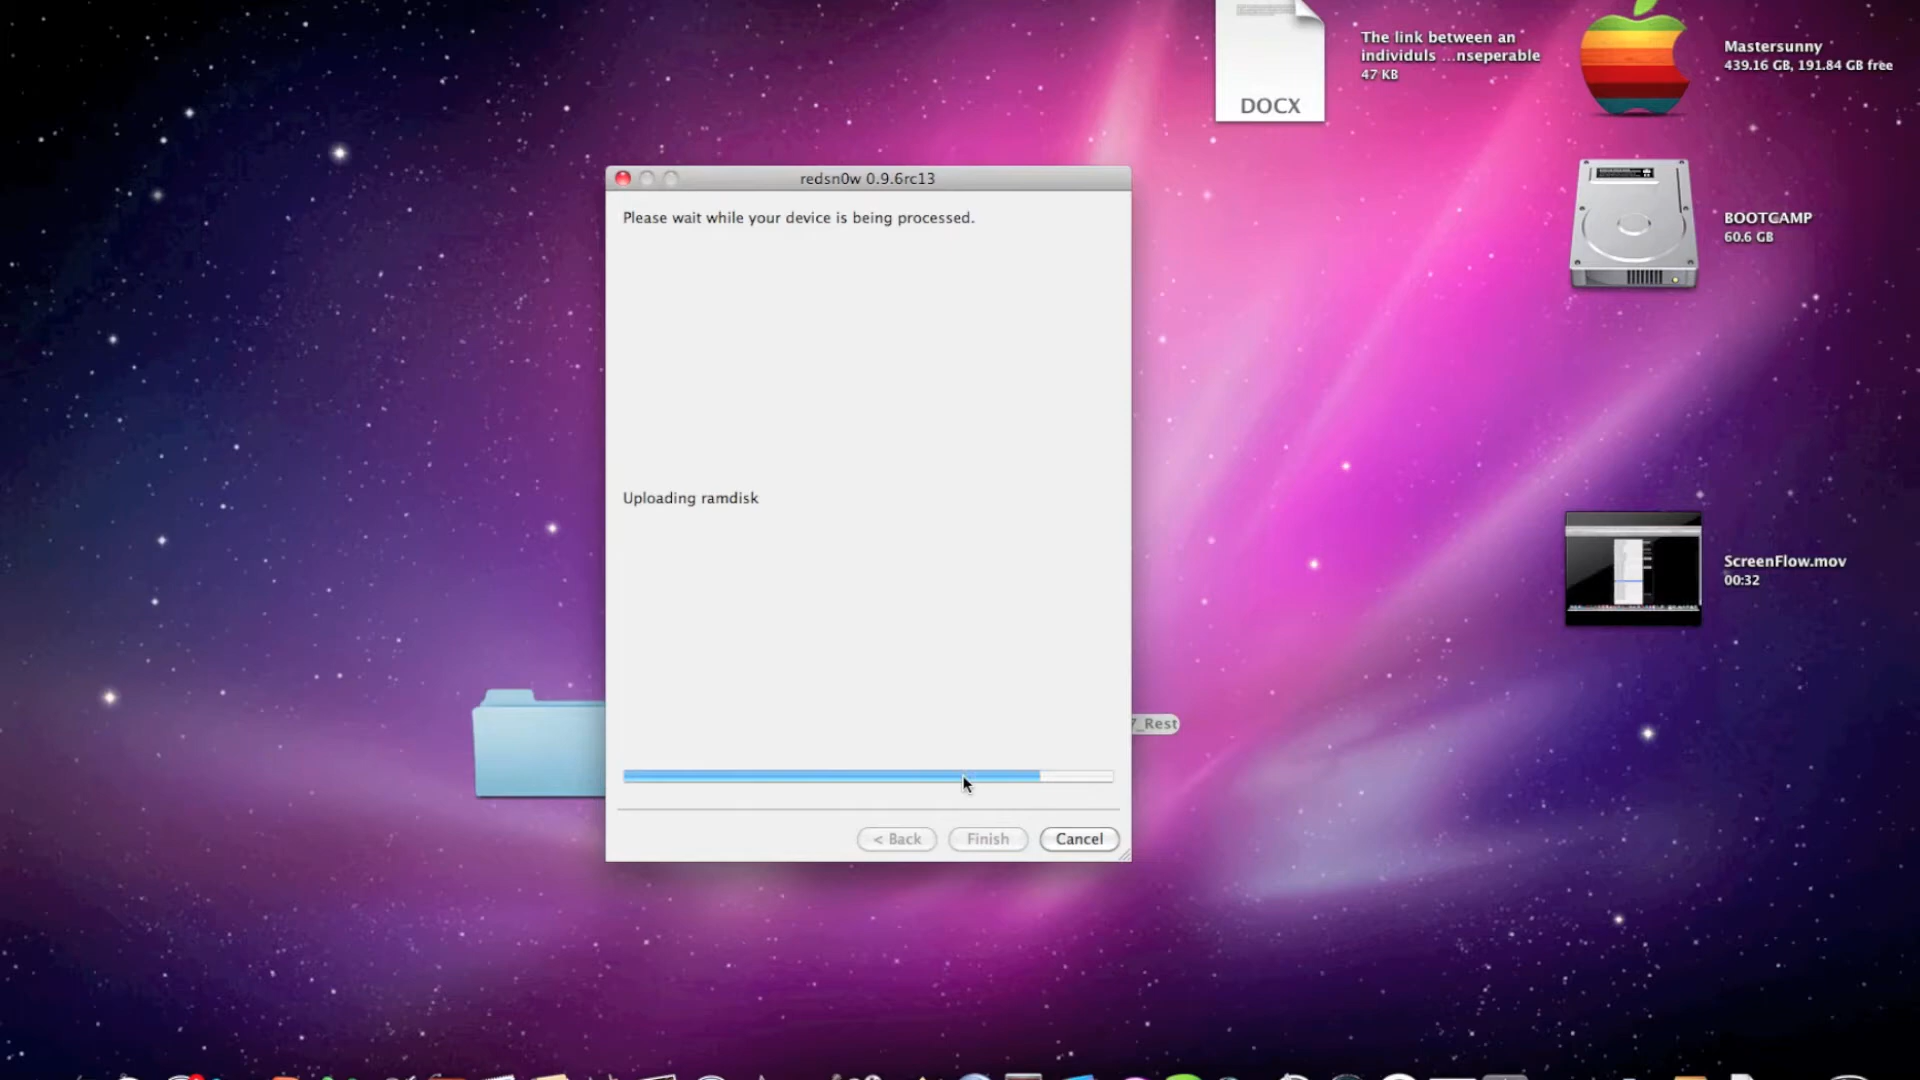 The link between an
individuls ...nseperable
47 KB
DOCX
Mastersunny
439.16 GB, 191.84 GB free
redsn0w 0.9.6rc13
Please wait while your device is being processed.
BOOTCAMP
60.6 GB
Uploading ramdisk
ScreenFlow.mov
00:32
7_Rest
< Back
Finish
Cancel